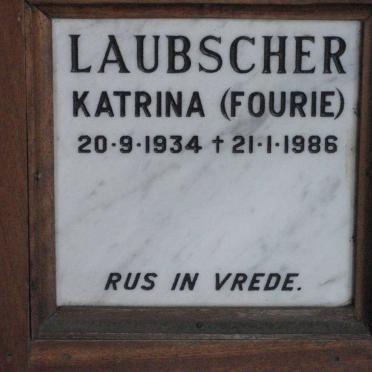 LAUBSCHER
KATRINA (FOURIE)
20·9·1934 † 21·1·1986
RUS IN VREDE.